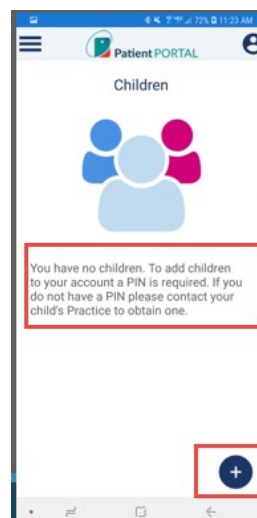 72% 11:23 AM
Patient PORTAL
Children
You have no children. To add children
to your account a PIN is required. If you
do not have a PIN please contact your
child's Practice to obtain one.
+